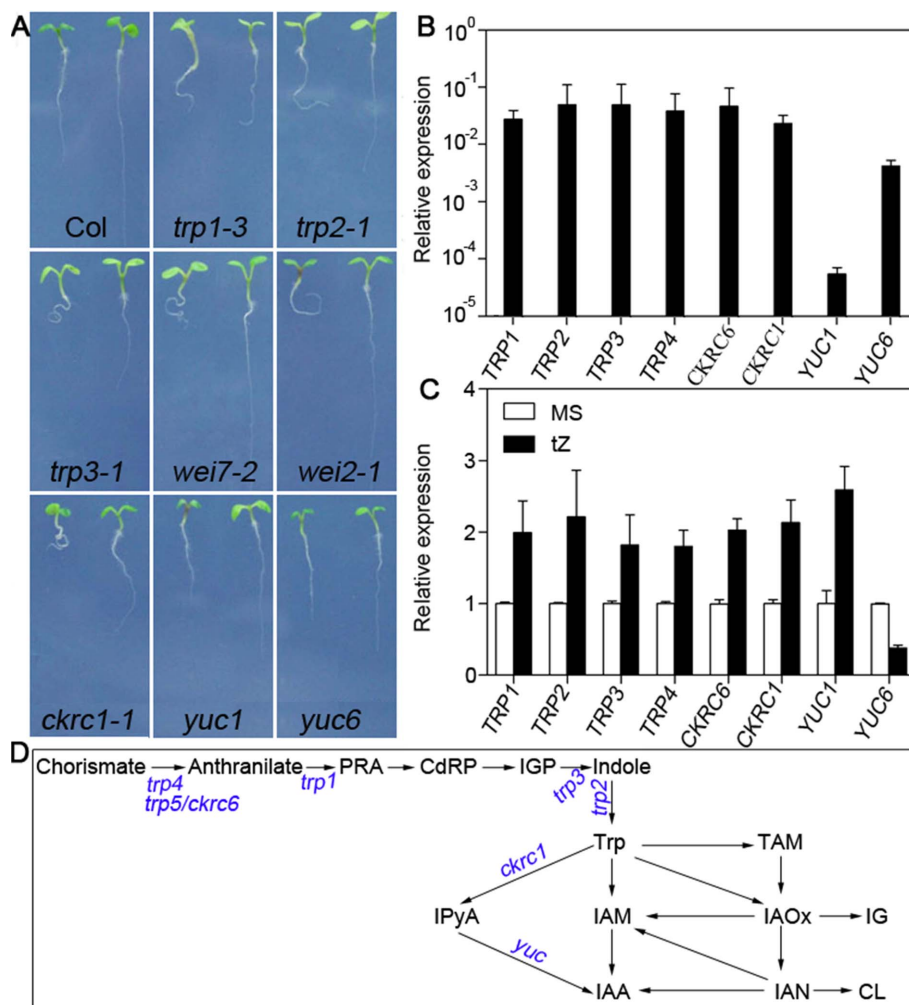 A
Col
trp1-3
trp2-1
trp3-1
wei7-2
wei2-1
ckrc1-1
yuc1
yuc6
B
Relative expression
10^0
10^-1
10^-2
10^-3
10^-4
10^-5
TRP1
TRP2
TRP3
TRP4
CKRC6
CKRC1
YUC1
YUC6
C
Relative expression
MS
tZ
4
3
2
1
0
TRP1
TRP2
TRP3
TRP4
CKRC6
CKRC1
YUC1
YUC6
D
Chorismate
Anthranilate
PRA
CdRP
IGP
Indole
trp4
trp5/ckrc6
trp1
trp3
trp2
Trp
TAM
ckrc1
IPyA
IAM
IAOx
IG
yuc
IAA
IAN
CL